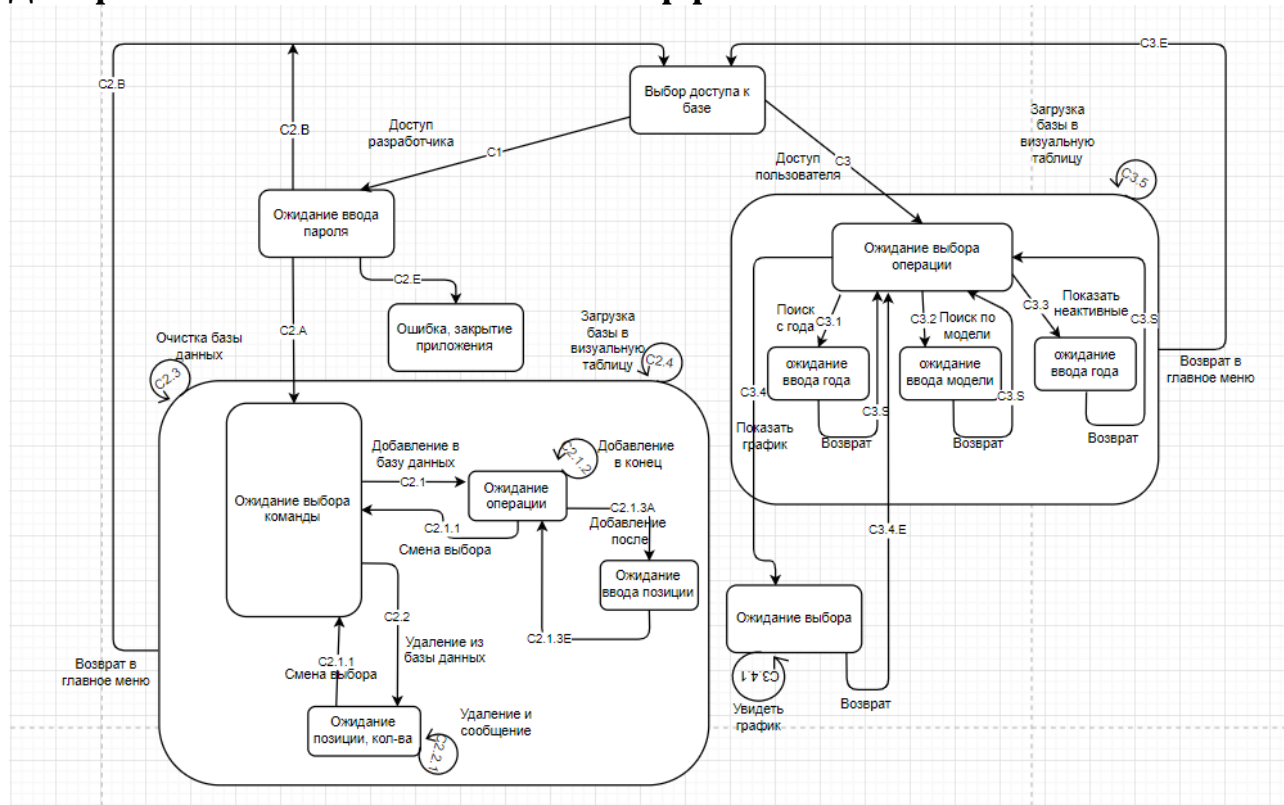 C3.E
C2.B
Выбор доступа к
базе
Загрузка
базы в
визуальную
таблицу
Доступ
разработчика
C2.B
C1
Доступ
пользователя
C3
C3.5
Ожидание ввода
пароля
Ожидание выбора
операции
C2.E
C2.A
Ошибка, закрытие
приложения
Загрузка
базы в
визуальную
таблицу
Очистка базы
данных
C2.3
C2.4
Поиск
с года
C3.1
C3.2
Поиск по
модели
C3.3
Показать
неактивные
C3.S
ожидание
ввода года
ожидание
ввода модели
ожидание
ввода года
Возврат в
главное меню
C3.4
C3.S
C3.S
Показать
график
Возврат
Возврат
Возврат
Добавление в
базу данных
C2.1
Ожидание
операции
C2.1.2
Добавление
в конец
Ожидание выбора
команды
C2.1.1
Смена выбора
C2.1.3A
Добавление
после
C3.4.E
Ожидание
ввода позиции
Ожидание выбора
C2.2
C2.1.3E
Удаление из
базы данных
C2.1.1
Смена выбора
Возврат в
главное меню
C3.4.1
Увидеть
график
Возврат
Ожидание
позиции, кол-ва
Удаление и
сообщение
C2.2.1